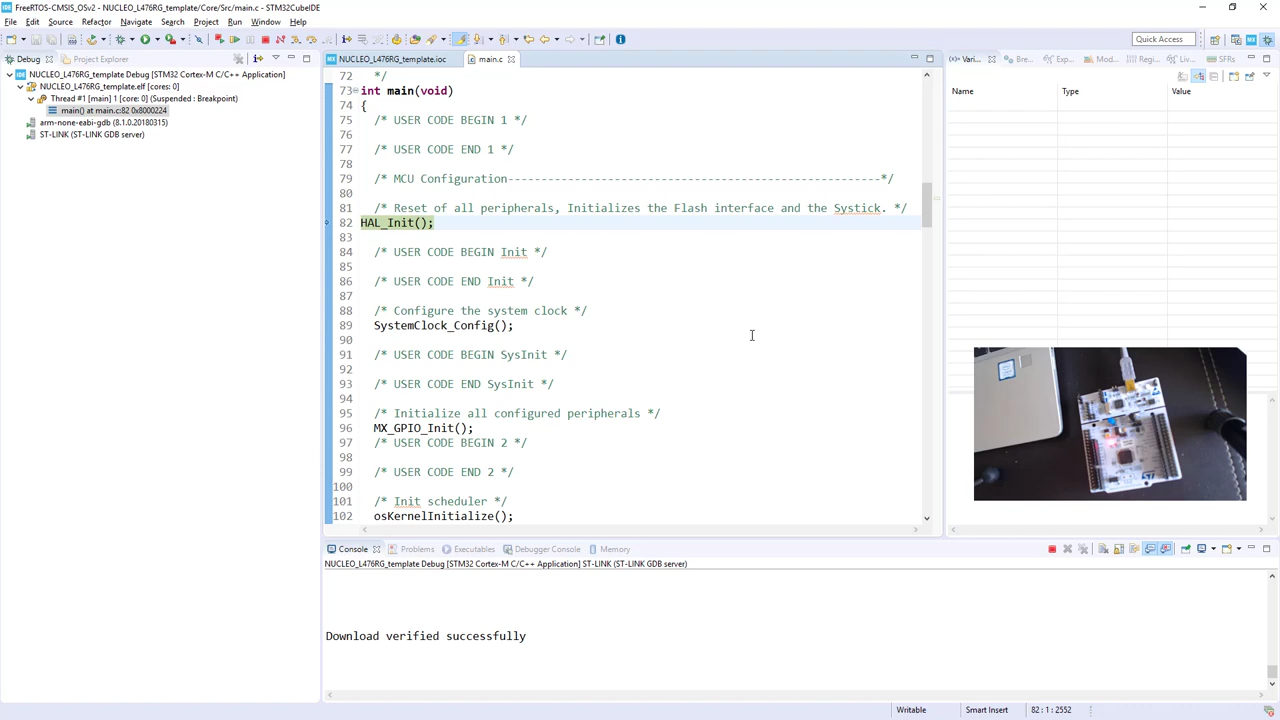 FreeRTOS-CMSIS_OSv2 - NUCLEO_L476RG_template/Core/Src/main.c - STM32CubeIDE
File Edit Source Refactor Navigate Search Project Run Window Help
Quick Access
Debug
Project Explorer
NUCLEO_L476RG_template Debug [STM32 Cortex-M C/C++ Application]
NUCLEO_L476RG_template.elf [cores: 0]
Thread #1 [main] 1 [core: 0] (Suspended : Breakpoint)
main() at main.c:82 0x8000224
arm-none-eabi-gdb (8.1.0.20180315)
ST-LINK (ST-LINK GDB server)
NUCLEO_L476RG_template.ioc
main.c
72 */
73 int main(void)
74 {
75 /* USER CODE BEGIN 1 */
76
77 /* USER CODE END 1 */
78
79 /* MCU Configuration--------------------------------------------------------*/
80
81 /* Reset of all peripherals, Initializes the Flash interface and the Systick. */
82 HAL_Init();
83
84 /* USER CODE BEGIN Init */
85
86 /* USER CODE END Init */
87
88 /* Configure the system clock */
89 SystemClock_Config();
90
91 /* USER CODE BEGIN SysInit */
92
93 /* USER CODE END SysInit */
94
95 /* Initialize all configured peripherals */
96 MX_GPIO_Init();
97 /* USER CODE BEGIN 2 */
98
99 /* USER CODE END 2 */
100
101 /* Init scheduler */
102 osKernelInitialize();
Vari... Bre... Exp... Mod... Regi... Live... SFRs
Name Type Value
Console Problems Executables Debugger Console Memory
NUCLEO_L476RG_template Debug [STM32 Cortex-M C/C++ Application] ST-LINK (ST-LINK GDB server)
Download verified successfully
Writable Smart Insert 82 : 1 : 2552